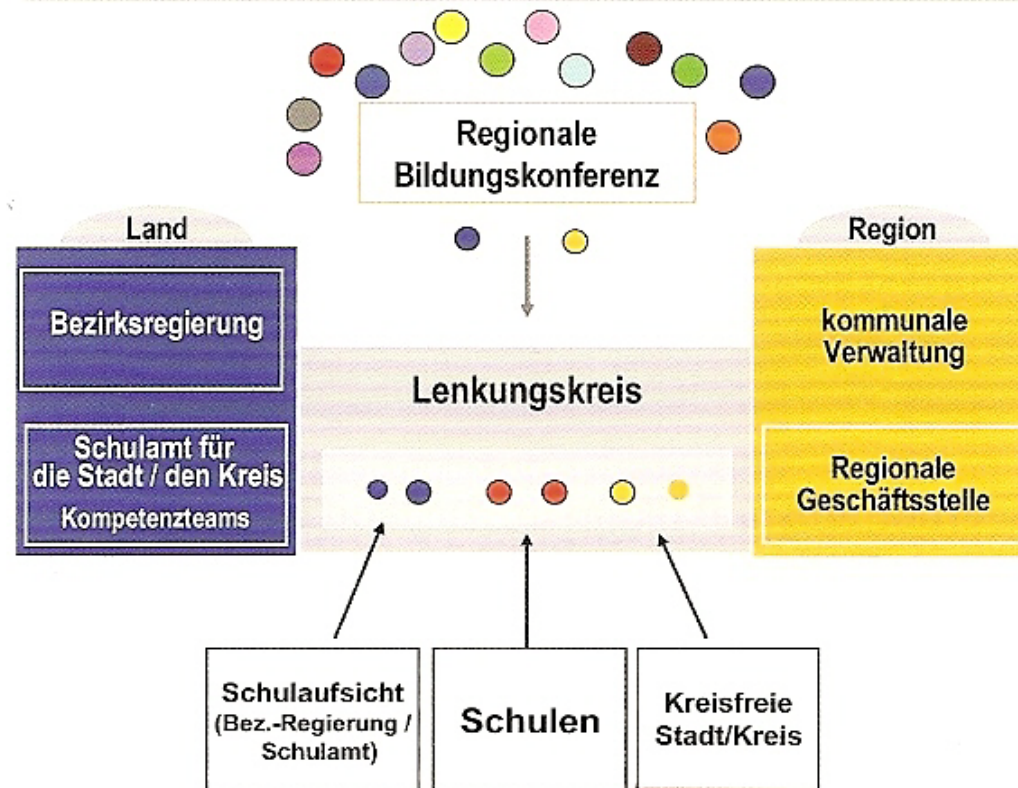 Regionale
Bildungskonferenz
Land
Region
Bezirksregierung
kommunale
Verwaltung
Lenkungskreis
Schulamt für
die Stadt / den Kreis
Kompetenzteams
Regionale
Geschäftsstelle
Schulaufsicht
(Bez.-Regierung /
Schulamt)
Schulen
Kreisfreie
Stadt/Kreis